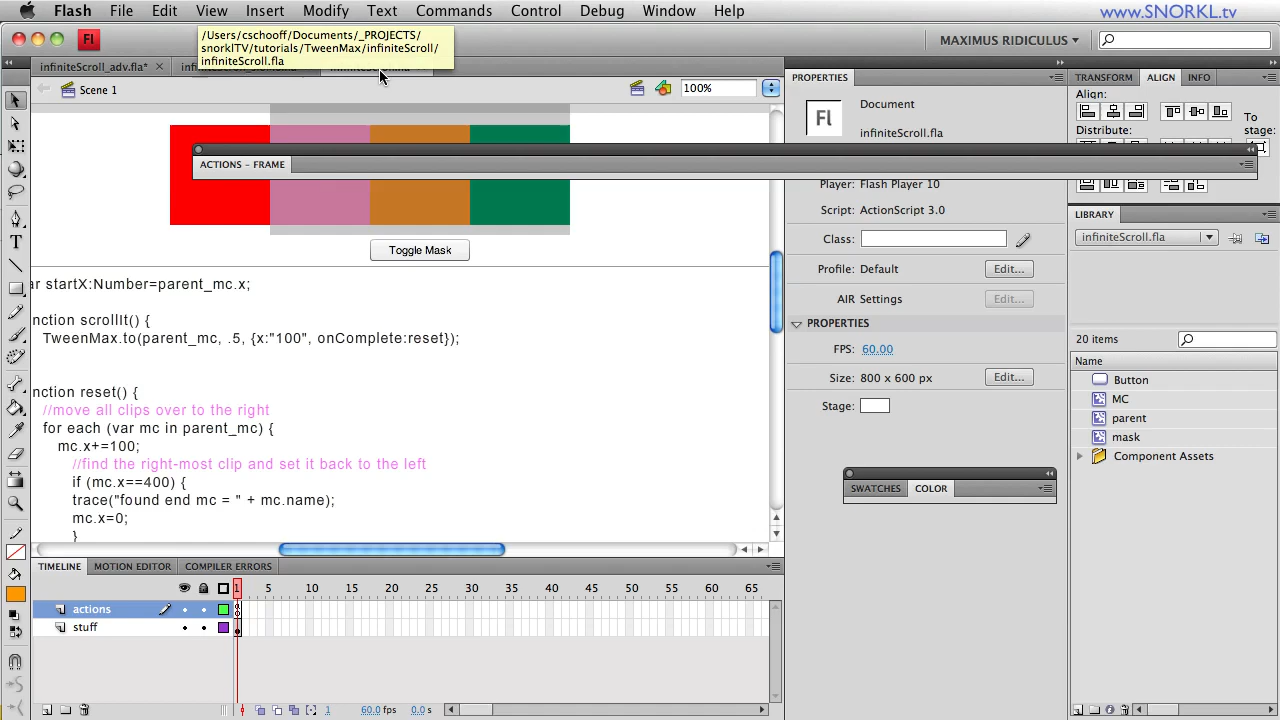 Flash File Edit View Insert Modify Text Commands Control Debug Window Help
www.SNORKL.tv
/Users/cschooff/Documents/_PROJECTS/
snorklTV/tutorials/TweenMax/infiniteScroll/
infiniteScroll.fla
Fl
MAXIMUS RIDICULUS
infiniteScroll_adv.fla*
Scene 1
100%
Toggle Mask
ACTIONS - FRAME
ar startX:Number=parent_mc.x;
nction scrollIt() {
TweenMax.to(parent_mc, .5, {x:"100", onComplete:reset});
nction reset() {
//move all clips over to the right
for each (var mc in parent_mc) {
mc.x+=100;
//find the right-most clip and set it back to the left
if (mc.x==400) {
trace("found end mc = " + mc.name);
mc.x=0;
}
TIMELINE MOTION EDITOR COMPILER ERRORS
1 5 10 15 20 25 30 35 40 45 50 55 60 65
actions
stuff
1 60.0 fps 0.0 s
PROPERTIES
Fl
Document
infiniteScroll.fla
Player: Flash Player 10
Script: ActionScript 3.0
Class:
Profile: Default Edit...
AIR Settings Edit...
PROPERTIES
FPS: 60.00
Size: 800 x 600 px Edit...
Stage:
SWATCHES COLOR
TRANSFORM ALIGN INFO
Align:
To
stage:
Distribute:
LIBRARY
infiniteScroll.fla
20 items
Name
Button
MC
parent
mask
Component Assets